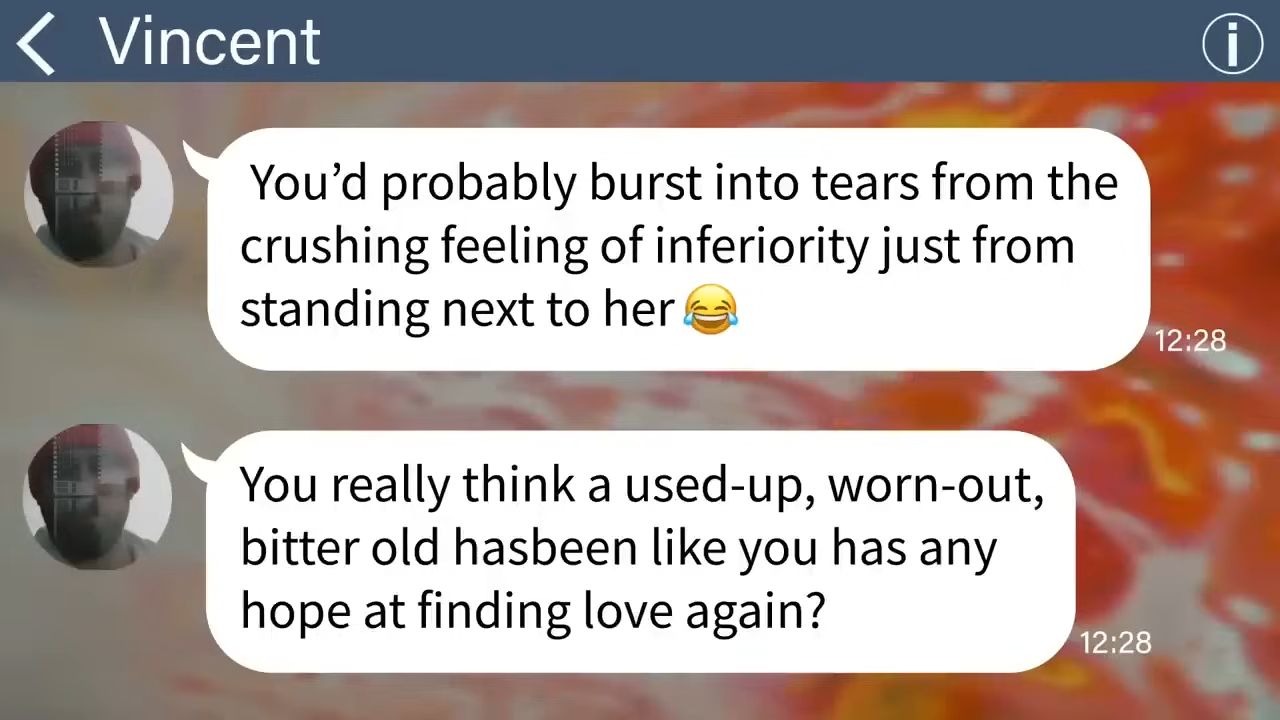 Vincent
You’d probably burst into tears from the
crushing feeling of inferiority just from
standing next to her 😂
12:28
You really think a used-up, worn-out,
bitter old hasbeen like you has any
hope at finding love again?
12:28